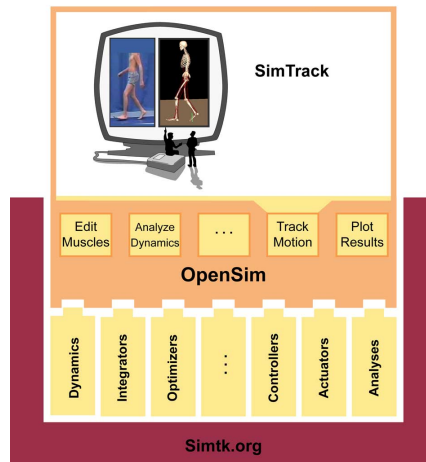 SimTrack
Edit
Muscles
Analyze
Dynamics
...
Track
Motion
Plot
Results
OpenSim
Dynamics
Integrators
Optimizers
...
Controllers
Actuators
Analyses
Simtk.org